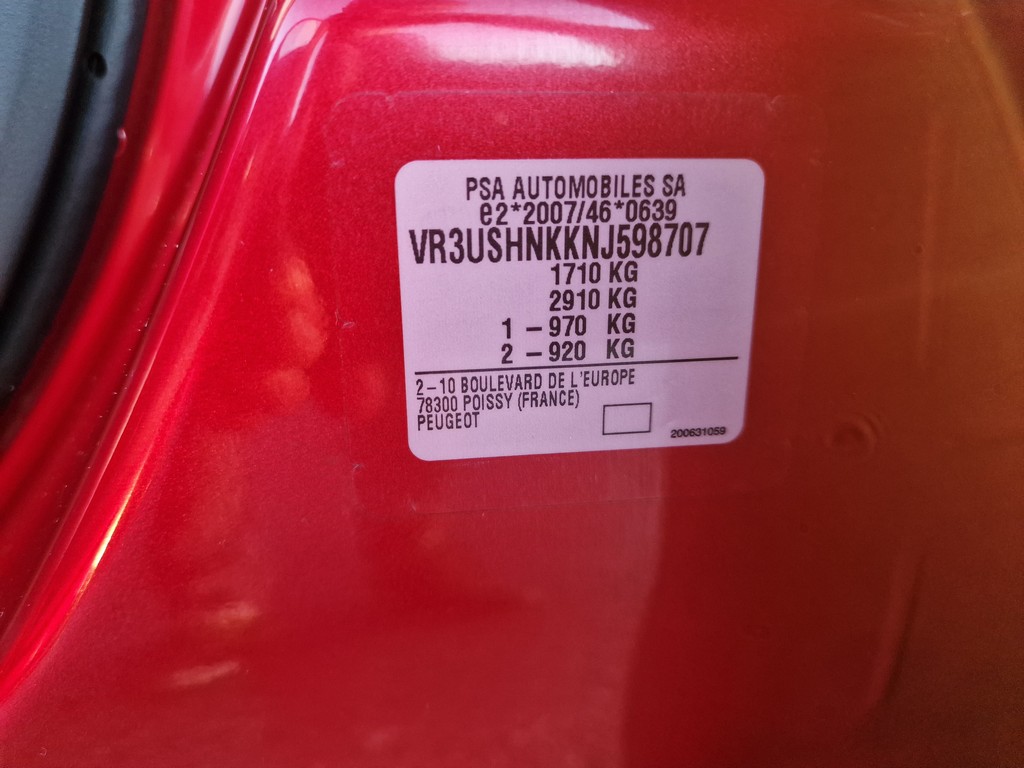 PSA AUTOMOBILES SA
e2*2007/46*0639
VR3USHNKKNJ598707
1710 KG
2910 KG
1 – 970 KG
2 – 920 KG
2–10 BOULEVARD DE L'EUROPE
78300 POISSY (FRANCE)
PEUGEOT
200631059